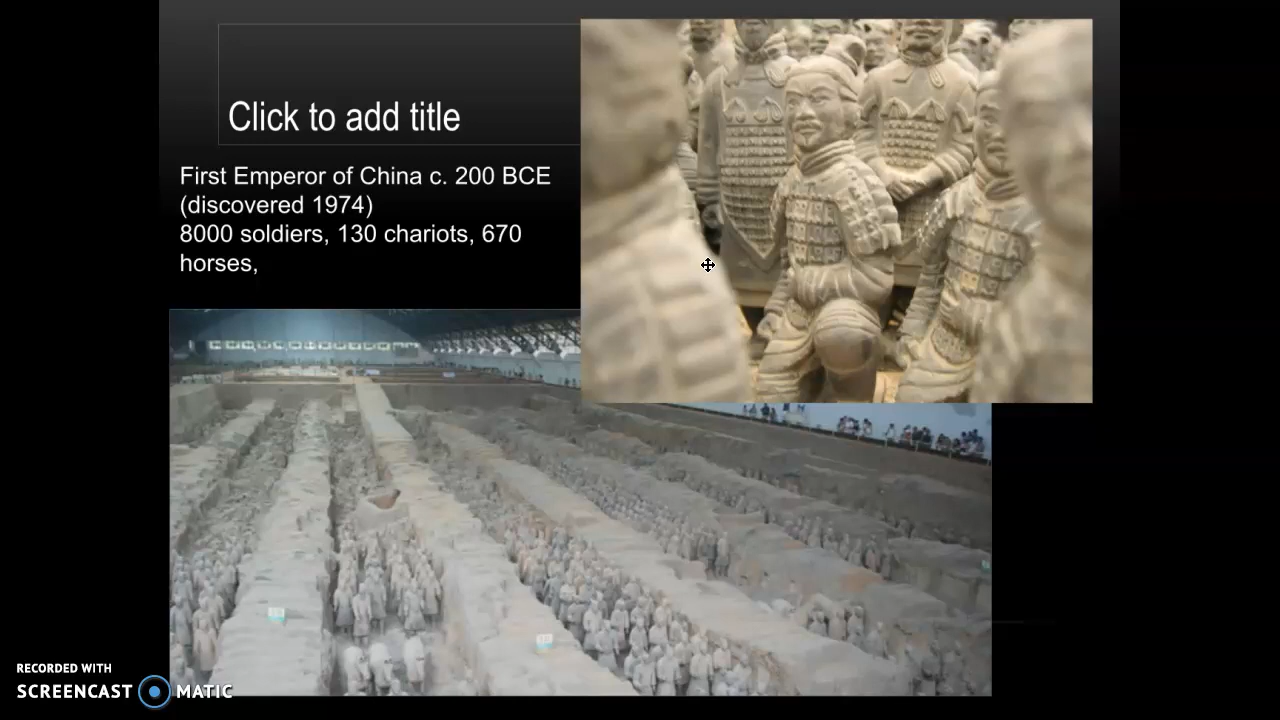 Click to add title
First Emperor of China c. 200 BCE
(discovered 1974)
8000 soldiers, 130 chariots, 670
horses,
RECORDED WITH
SCREENCAST MATIC